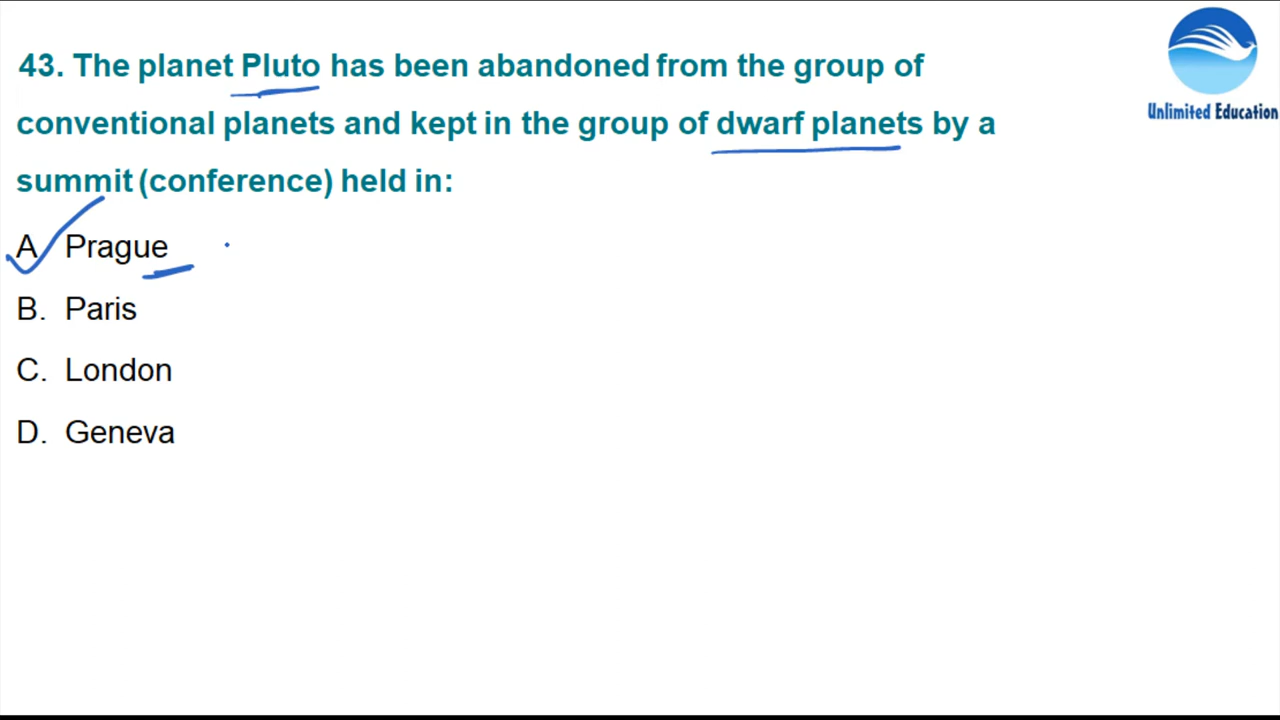 43. The planet Pluto has been abandoned from the group of
conventional planets and kept in the group of dwarf planets by a
summit (conference) held in:
A Prague
B. Paris
C. London
D. Geneva
Unlimited Education